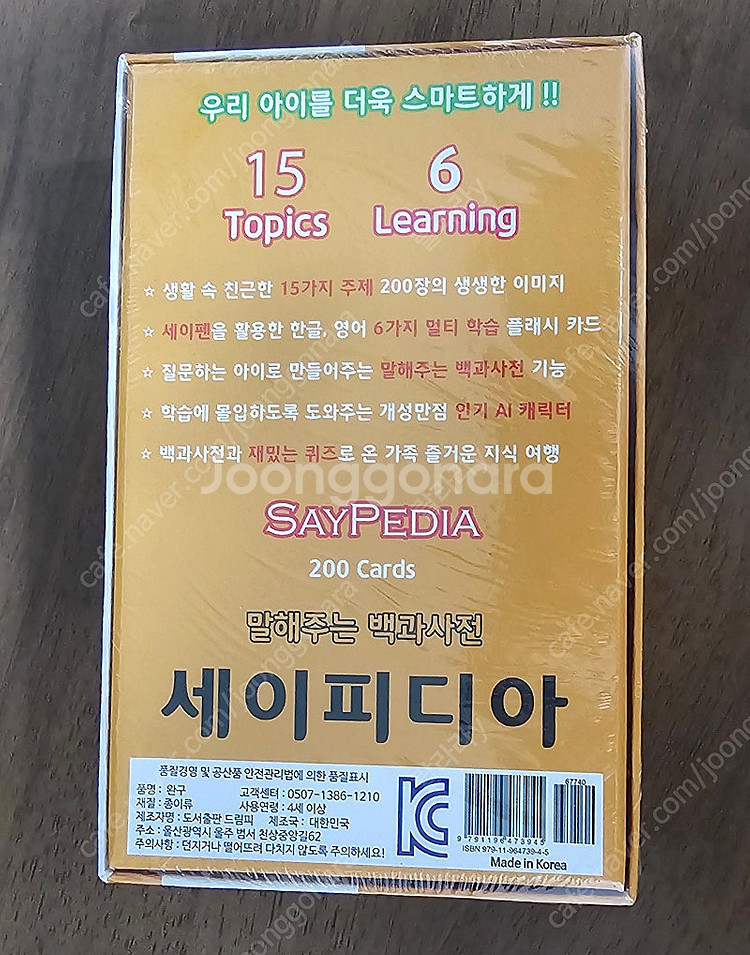 우리 아이를 더욱 스마트하게 !!
15 6
Topics Learning
☆ 생활 속 친근한 15가지 주제 200장의 생생한 이미지
☆ 세이펜을 활용한 한글, 영어 6가지 멀티 학습 플래시 카드
☆ 질문하는 아이로 만들어주는 말해주는 백과사전 기능
☆ 학습에 몰입하도록 도와주는 개성만점 인기 AI 캐릭터
☆ 백과사전과 재밌는 퀴즈로 온 가족 즐거운 지식 여행
Joonggonara
SAYPEDIA
200 Cards
말해주는 백과사전
세이피디아
품질경영 및 공산품 안전관리법에 의한 품질표시
품명 : 완구 고객센터 : 0507-1386-1210
재질 : 종이류 사용연령 : 4세 이상
제조자명 : 도서출판 드림피 제조국 : 대한민국
주소 : 울산광역시 울주 범서 천상중앙길62
주의사항 : 던지거나 떨어뜨려 다치지 않도록 주의하세요!
KC
67740
9 791196 473945
ISBN 979-11-964739-4-5
Made in Korea
cafe.naver.com/joonggonara